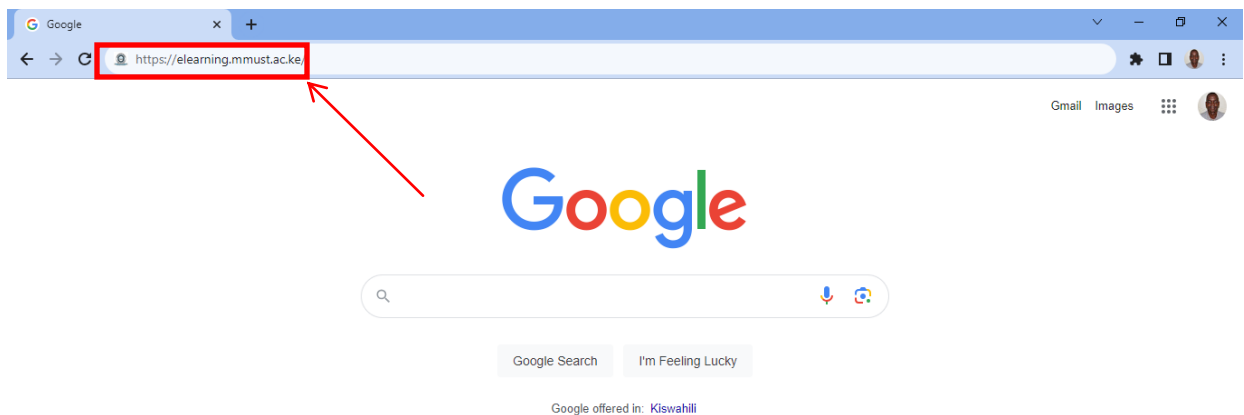 Google
https://elearning.mmust.ac.ke/
Gmail Images
Google
Google Search I'm Feeling Lucky
Google offered in: Kiswahili